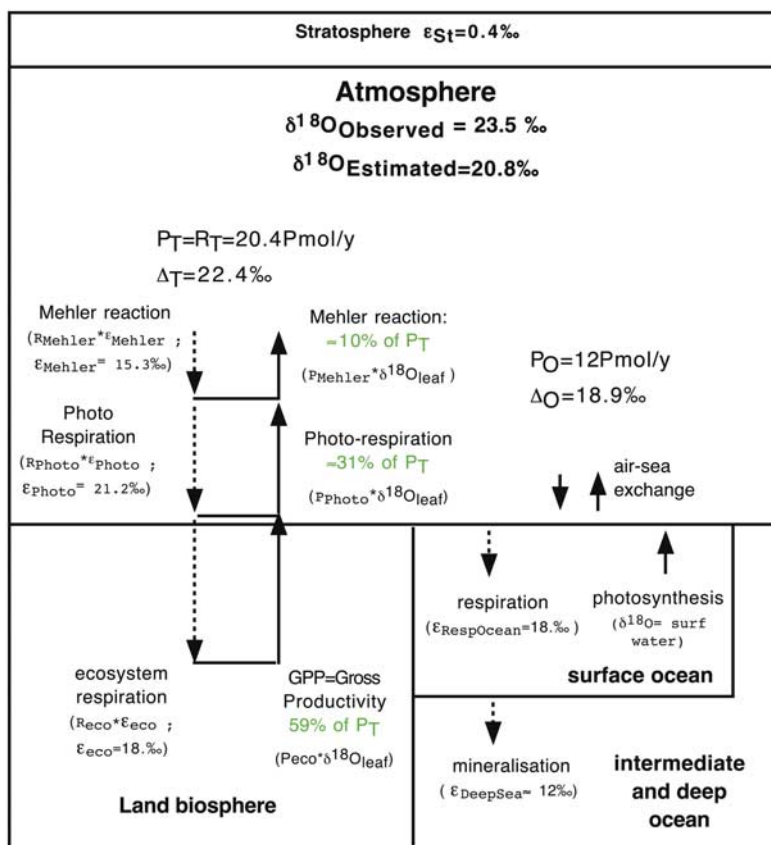 Stratosphere εSt=0.4‰
Atmosphere
δ18OObserved = 23.5 ‰
δ18OEstimated=20.8‰
PT=RT=20.4Pmol/y
ΔT=22.4‰
Mehler reaction
(RMehler*εMehler ;
εMehler= 15.3‰)
Mehler reaction:
≈10% of PT
(PMehler*δ18Oleaf )
PO=12Pmol/y
ΔO=18.9‰
Photo
Respiration
(RPhoto*εPhoto ;
εPhoto= 21.2‰)
Photo-respiration
≈31% of PT
(PPhoto*δ18Oleaf)
air-sea
exchange
ecosystem
respiration
(Reco*εeco ;
εeco=18.‰)
GPP=Gross
Productivity
59% of PT
(Peco*δ18Oleaf)
Land biosphere
respiration
(εRespOcean=18.‰)
photosynthesis
(δ18O= surf
water)
surface ocean
mineralisation
( εDeepSea≈ 12‰)
intermediate
and deep
ocean